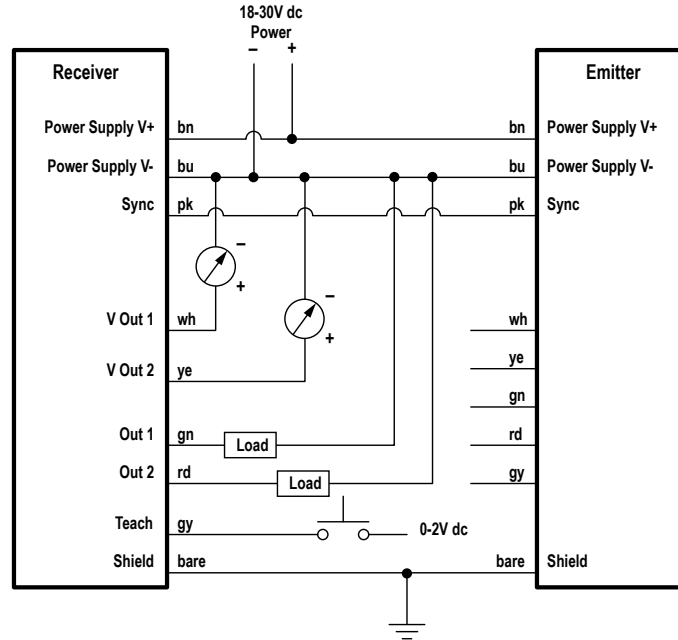 18-30V dc
Power
– +
Receiver
Emitter
Power Supply V+ bn
bn Power Supply V+
Power Supply V- bu
bu Power Supply V-
Sync pk
pk Sync
–
+
–
+
V Out 1 wh
wh
V Out 2 ye
ye
gn
Out 1 gn
Load
rd
Out 2 rd
Load
gy
Teach gy
0-2V dc
Shield bare
bare Shield